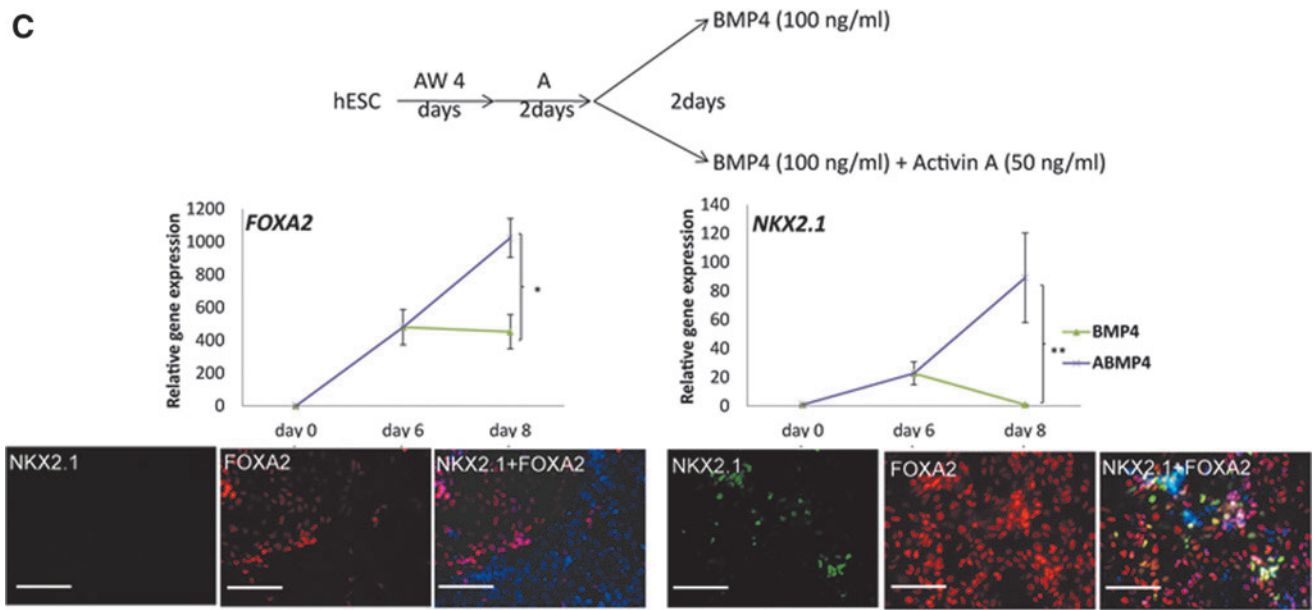 C
BMP4 (100 ng/ml)
AW 4 A
hESC days 2days 2days
BMP4 (100 ng/ml) + Activin A (50 ng/ml)
FOXA2
Relative gene expression
1200
1000
800
600
400
200
0
*
day 0 day 6 day 8
NKX2.1
Relative gene expression
140
120
100
80
60
40
20
0
**
BMP4
ABMP4
day 0 day 6 day 8
NKX2.1 FOXA2 NKX2.1+FOXA2 NKX2.1 FOXA2 NKX2.1+FOXA2